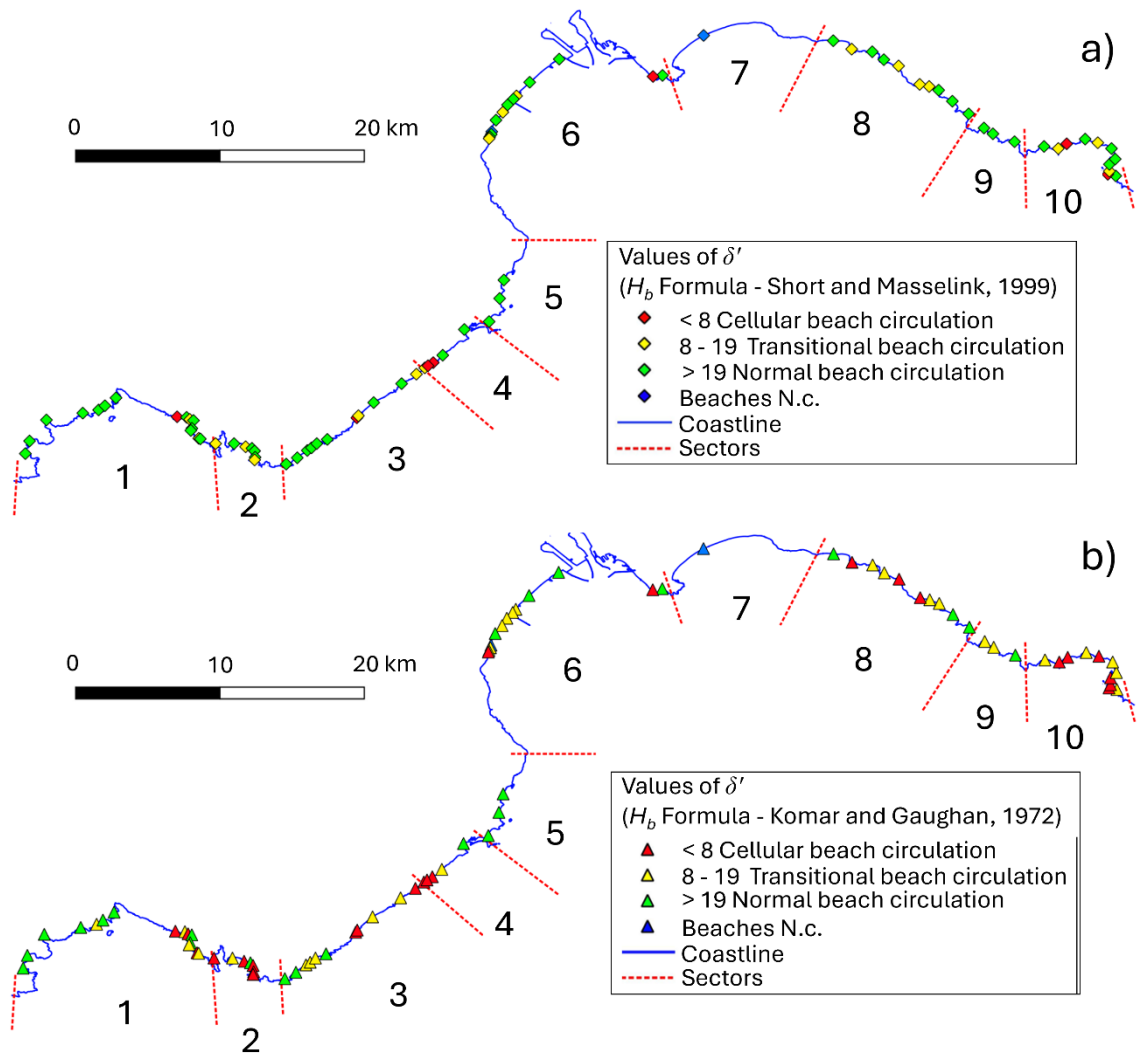 a)
0 10 20 km
7
6
8
9
10
5
4
3
1
2
Values of δ′
(Hb Formula - Short and Masselink, 1999)
< 8 Cellular beach circulation
8 - 19 Transitional beach circulation
> 19 Normal beach circulation
Beaches N.c.
Coastline
Sectors
b)
0 10 20 km
7
6
8
9
10
5
4
3
1
2
Values of δ′
(Hb Formula - Komar and Gaughan, 1972)
< 8 Cellular beach circulation
8 - 19 Transitional beach circulation
> 19 Normal beach circulation
Beaches N.c.
Coastline
Sectors